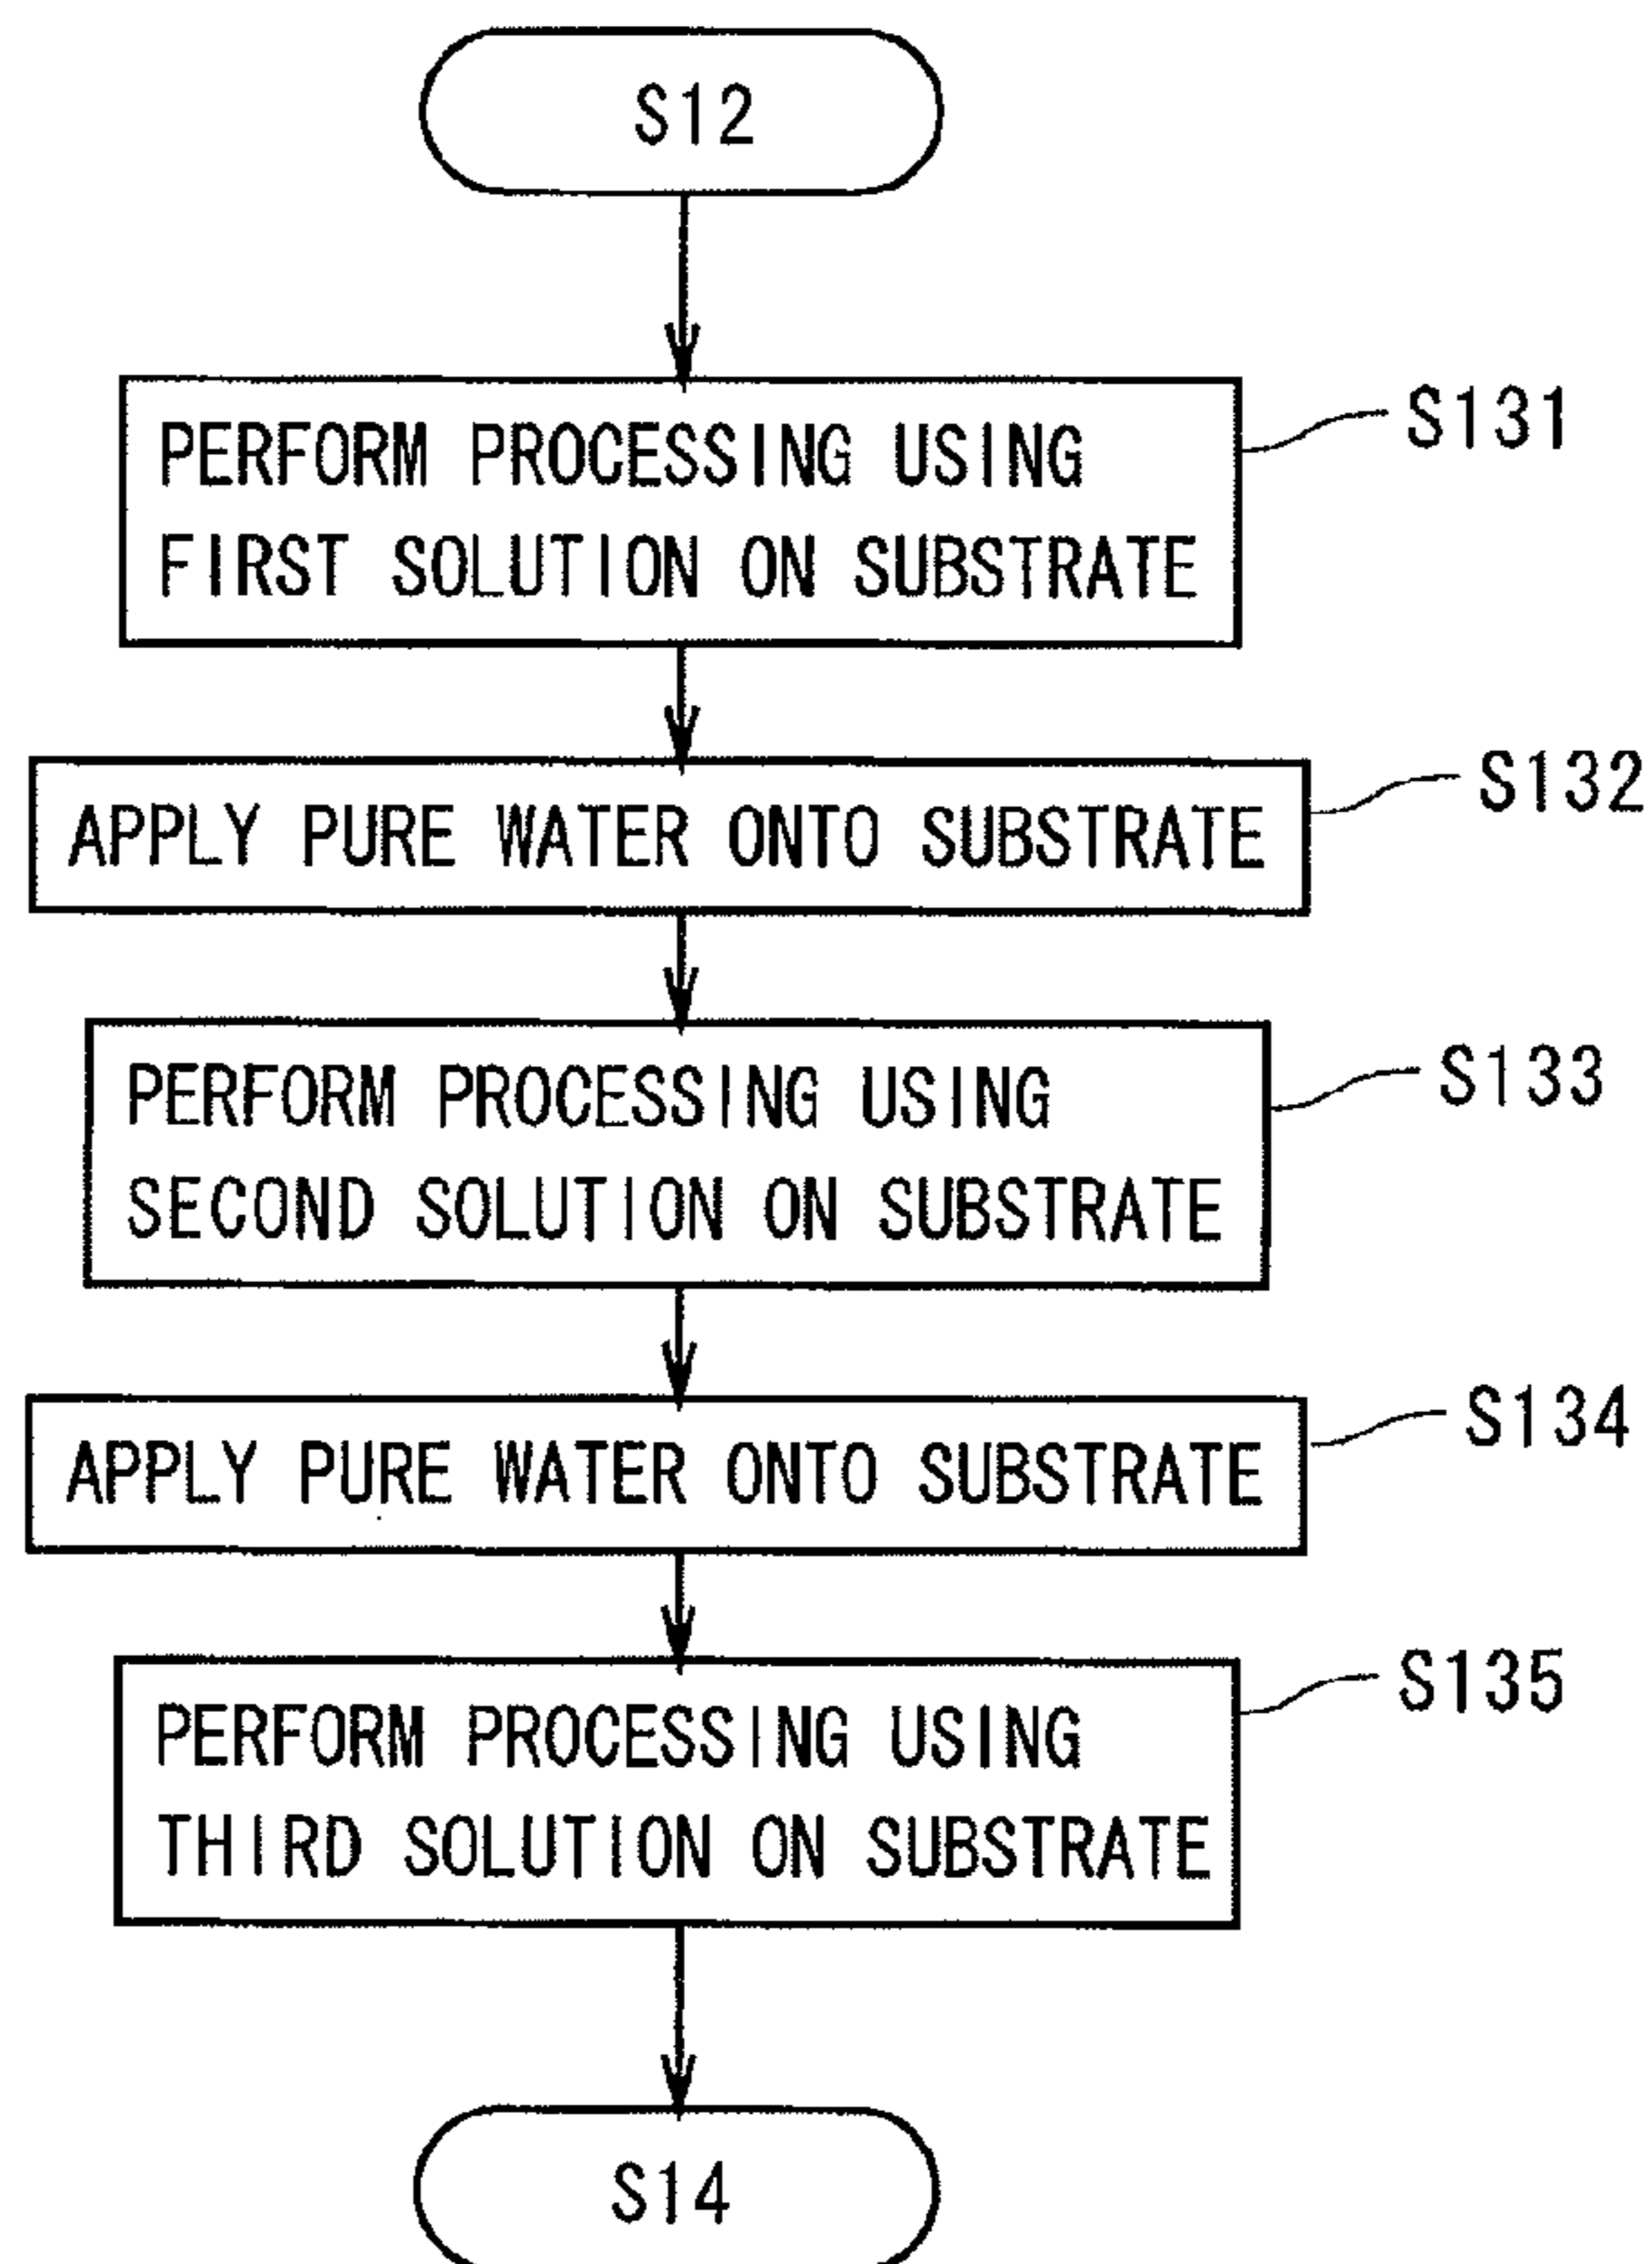 S12
PERFORM PROCESSING USING
FIRST SOLUTION ON SUBSTRATE
S131
APPLY PURE WATER ONTO SUBSTRATE
S132
PERFORM PROCESSING USING
SECOND SOLUTION ON SUBSTRATE
S133
APPLY PURE WATER ONTO SUBSTRATE
S134
PERFORM PROCESSING USING
THIRD SOLUTION ON SUBSTRATE
S135
S14